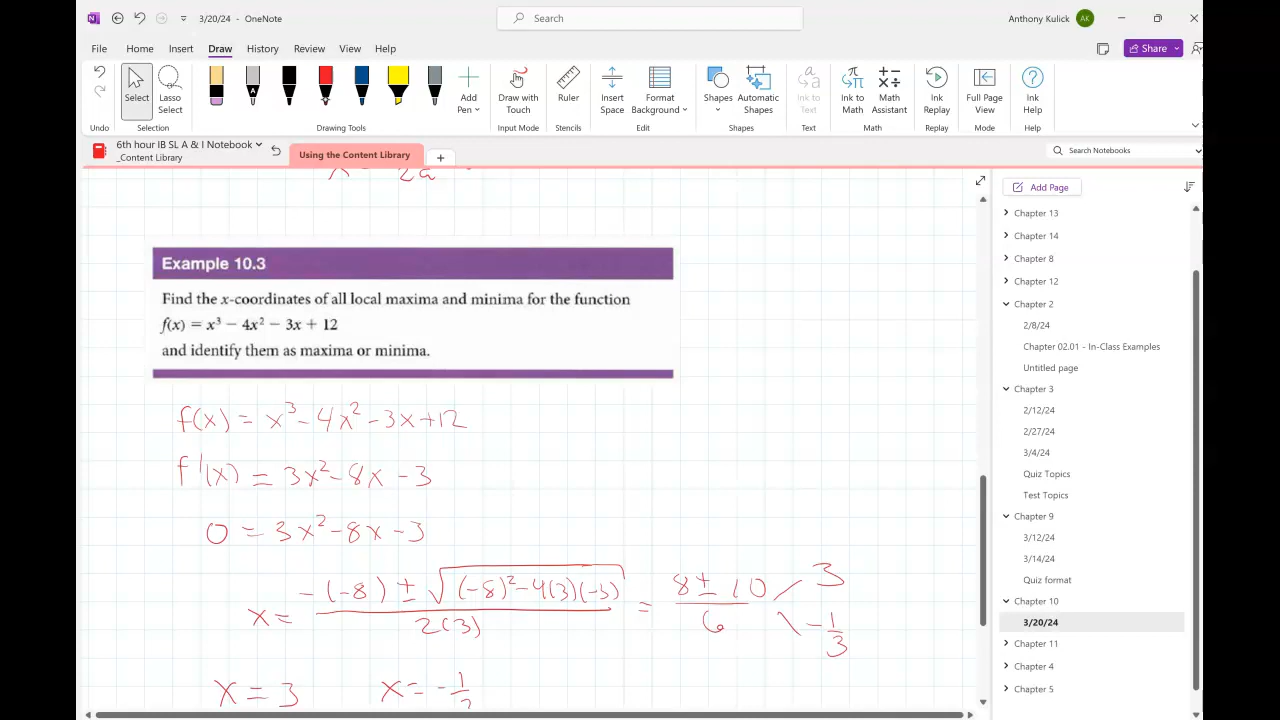 3/20/24 - OneNote
Search
Anthony Kulick
AK
File Home Insert Draw History Review View Help
Share
Undo
Select
Lasso Select
Add Pen
Draw with Touch
Ruler
Insert Space
Format Background
Shapes
Automatic Shapes
Ink to Text
Ink to Math
Math Assistant
Ink Replay
Full Page View
Ink Help
Undo Selection Drawing Tools Input Mode Stencils Edit Shapes Text Math Replay Mode Help
6th hour IB SL A & I Notebook
_Content Library
Using the Content Library
+
Search Notebooks
2a
Example 10.3
Find the x-coordinates of all local maxima and minima for the function
f(x) = x³ − 4x² − 3x + 12
and identify them as maxima or minima.
f(x) = x³ - 4x² - 3x + 12
f'(x) = 3x² - 8x - 3
0 = 3x² - 8x - 3
x = (-(-8) ± √((-8)² - 4(3)(-3))) / 2(3) = (8 ± 10) / 6 / 3 \ -1/3
x = 3 x = -1/3
Add Page
Chapter 13
Chapter 14
Chapter 8
Chapter 12
Chapter 2
2/8/24
Chapter 02.01 - In-Class Examples
Untitled page
Chapter 3
2/12/24
2/27/24
3/4/24
Quiz Topics
Test Topics
Chapter 9
3/12/24
3/14/24
Quiz format
Chapter 10
3/20/24
Chapter 11
Chapter 4
Chapter 5